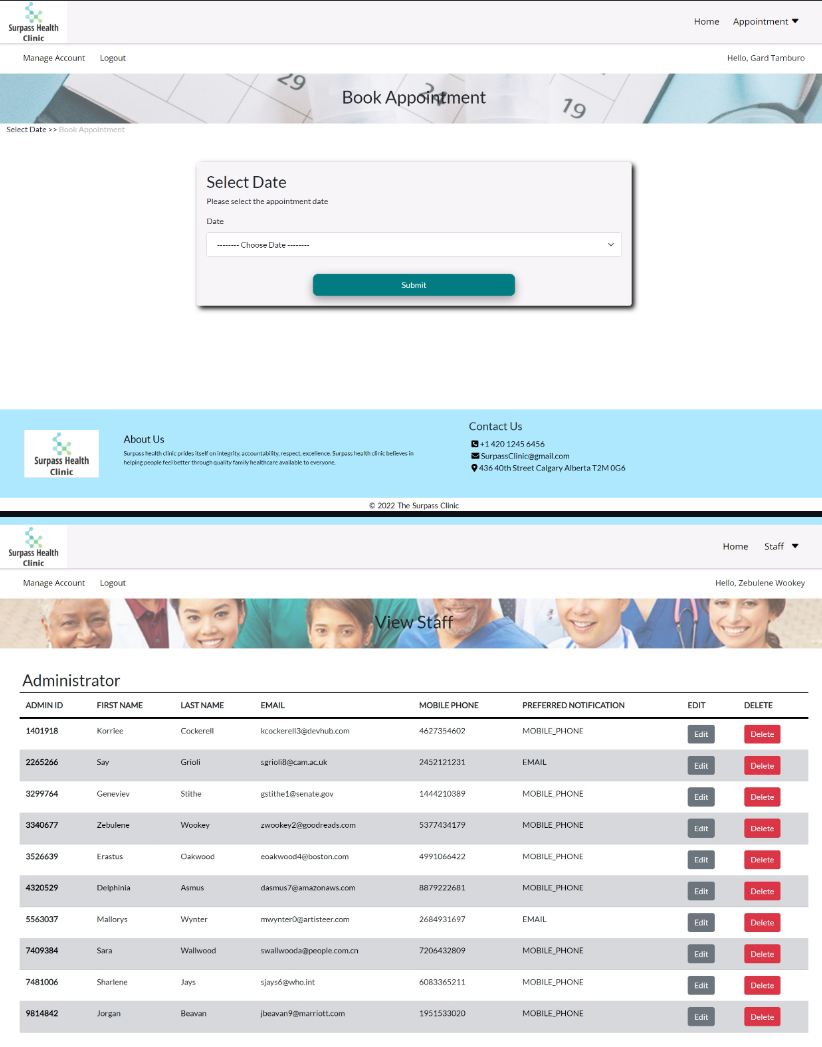 Surpass Health
Clinic
Home Appointment
Manage Account Logout Hello, Gard Tamburo
29 19
Book Appointment
Select Date >> Book Appointment
Select Date
Please select the appointment date
Date
-------- Choose Date --------
Submit
Surpass Health
Clinic
About Us
Surpass health clinic prides itself on integrity, accountability, respect, excellence. Surpass health clinic believes in
helping people feel better through quality family healthcare available to everyone.
Contact Us
+1 420 1245 6456
SurpassClinic@gmail.com
436 40th Street Calgary Alberta T2M 0G6
© 2022 The Surpass Clinic
Surpass Health
Clinic
Home Staff
Manage Account Logout Hello, Zebulene Wookey
View Staff
Administrator
ADMIN ID FIRST NAME LAST NAME EMAIL MOBILE PHONE PREFERRED NOTIFICATION EDIT DELETE
1401918 Korriee Cockerell kcockerell3@devhub.com 4627354602 MOBILE_PHONE Edit Delete
2265266 Say Grioli sgrioli8@cam.ac.uk 2452121231 EMAIL Edit Delete
3299764 Geneviev Stithe gstithe1@senate.gov 1444210389 MOBILE_PHONE Edit Delete
3340677 Zebulene Wookey zwookey2@goodreads.com 5377434179 MOBILE_PHONE Edit Delete
3526639 Erastus Oakwood eoakwood4@boston.com 4991066422 MOBILE_PHONE Edit Delete
4320529 Delphinia Asmus dasmus7@amazonaws.com 8879222681 MOBILE_PHONE Edit Delete
5563037 Mallorys Wynter mwynter0@artisteer.com 2684931697 EMAIL Edit Delete
7409384 Sara Wallwood swallwooda@people.com.cn 7206432809 MOBILE_PHONE Edit Delete
7481006 Sharlene Jays sjays6@who.int 6083365211 MOBILE_PHONE Edit Delete
9814842 Jorgan Beavan jbeavan9@marriott.com 1951533020 MOBILE_PHONE Edit Delete